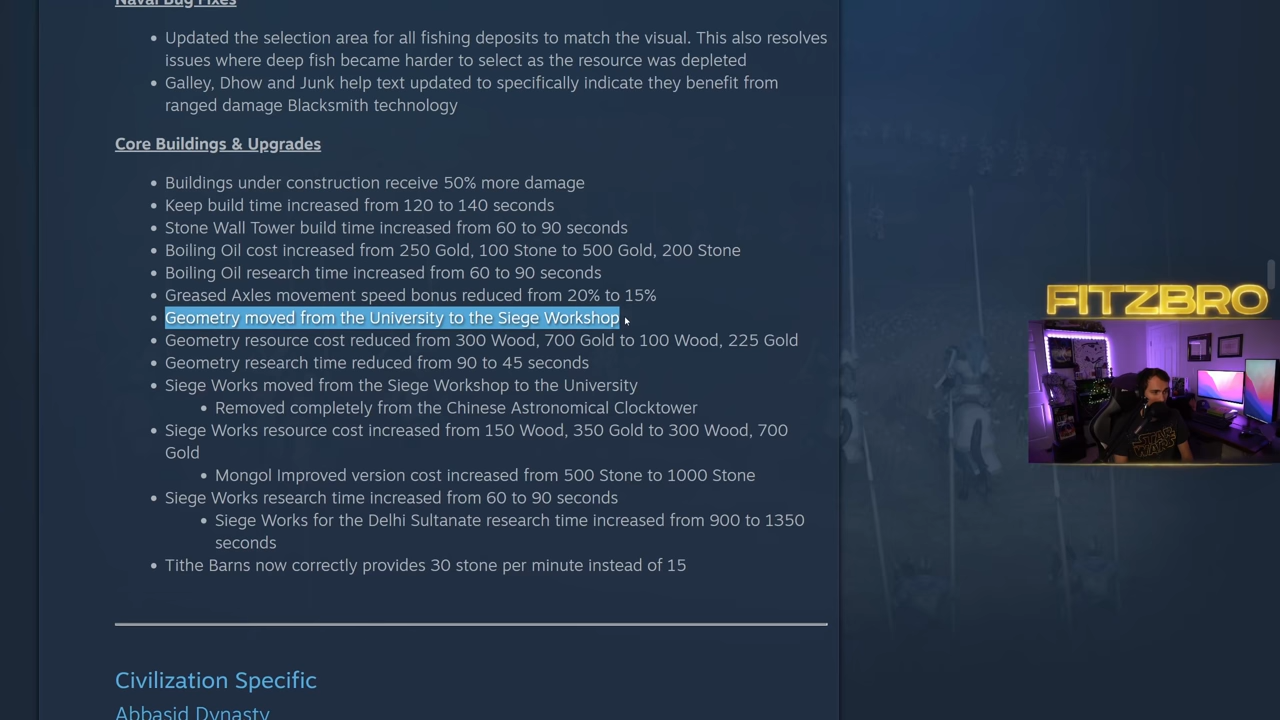 Naval Bug Fixes
Updated the selection area for all fishing deposits to match the visual. This also resolves
issues where deep fish became harder to select as the resource was depleted
Galley, Dhow and Junk help text updated to specifically indicate they benefit from
ranged damage Blacksmith technology
Core Buildings & Upgrades
Buildings under construction receive 50% more damage
Keep build time increased from 120 to 140 seconds
Stone Wall Tower build time increased from 60 to 90 seconds
Boiling Oil cost increased from 250 Gold, 100 Stone to 500 Gold, 200 Stone
Boiling Oil research time increased from 60 to 90 seconds
Greased Axles movement speed bonus reduced from 20% to 15%
Geometry moved from the University to the Siege Workshop
Geometry resource cost reduced from 300 Wood, 700 Gold to 100 Wood, 225 Gold
Geometry research time reduced from 90 to 45 seconds
Siege Works moved from the Siege Workshop to the University
Removed completely from the Chinese Astronomical Clocktower
Siege Works resource cost increased from 150 Wood, 350 Gold to 300 Wood, 700
Gold
Mongol Improved version cost increased from 500 Stone to 1000 Stone
Siege Works research time increased from 60 to 90 seconds
Siege Works for the Delhi Sultanate research time increased from 900 to 1350
seconds
Tithe Barns now correctly provides 30 stone per minute instead of 15
Civilization Specific
Abbasid Dynasty
FITZBRO
STAR
WARS